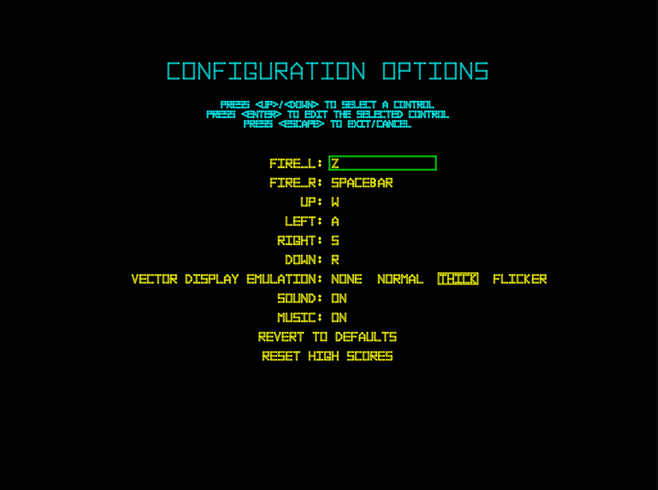 CONFIGURATION OPTIONS
PRESS <UP>/<DOWN> TO SELECT A CONTROL
PRESS <ENTER> TO EDIT THE SELECTED CONTROL
PRESS <ESCAPE> TO EXIT/CANCEL
FIRE_L: Z
FIRE_R: SPACEBAR
UP: W
LEFT: A
RIGHT: S
DOWN: R
VECTOR DISPLAY EMULATION: NONE NORMAL THICK FLICKER
SOUND: ON
MUSIC: ON
REVERT TO DEFAULTS
RESET HIGH SCORES